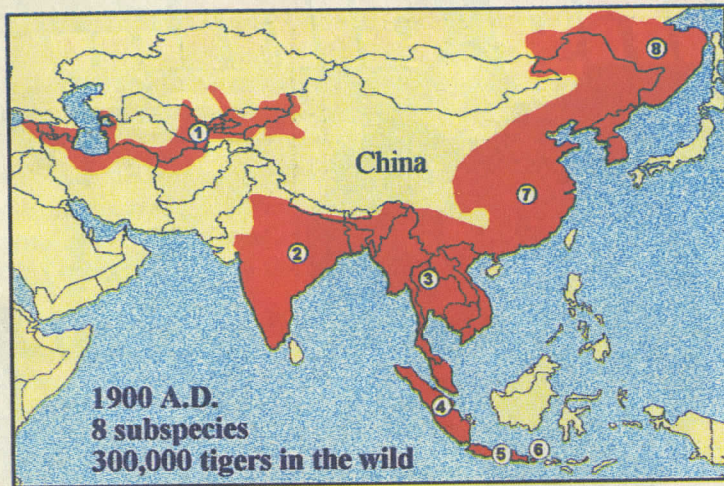 8
1
China
7
2
3
4
5 6
1900 A.D.
8 subspecies
300,000 tigers in the wild